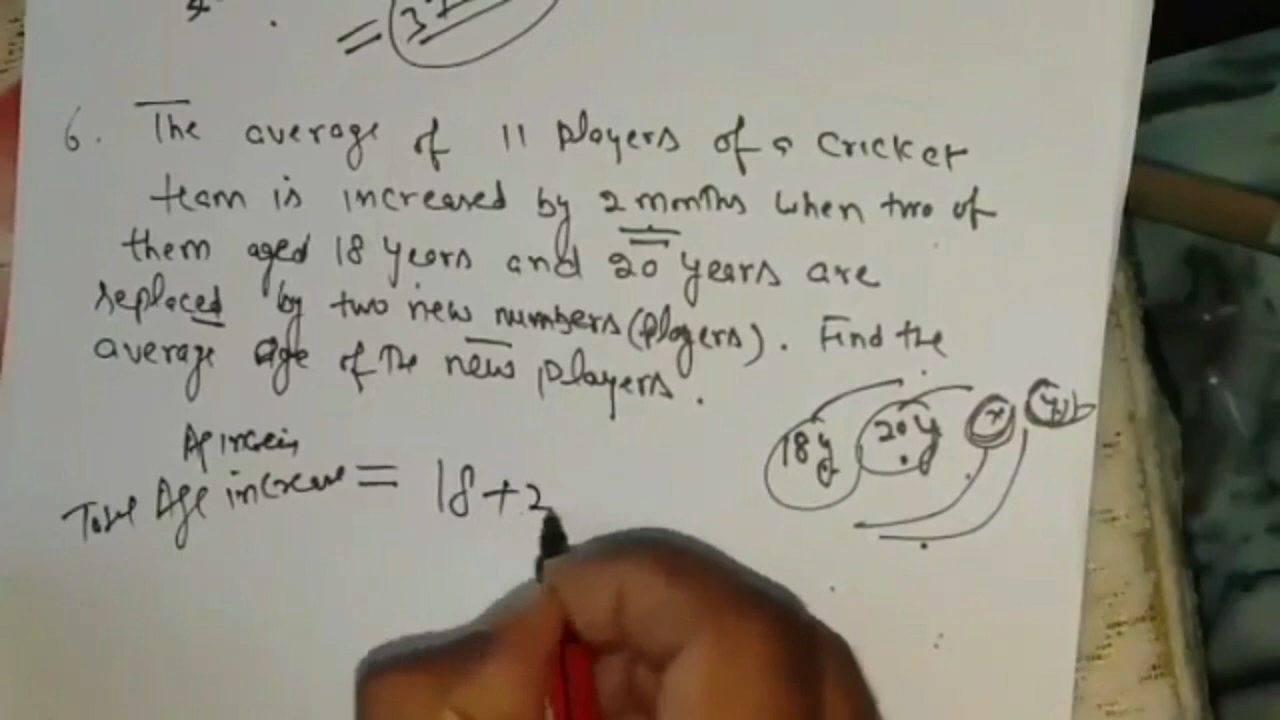 = 37
6. The average of 11 players of a cricket
team is increased by 2 months when two of
them aged 18 years and 20 years are
replaced by two new numbers (players). Find the
average age of the new players.
18y 20y x
Age increase = 18+2